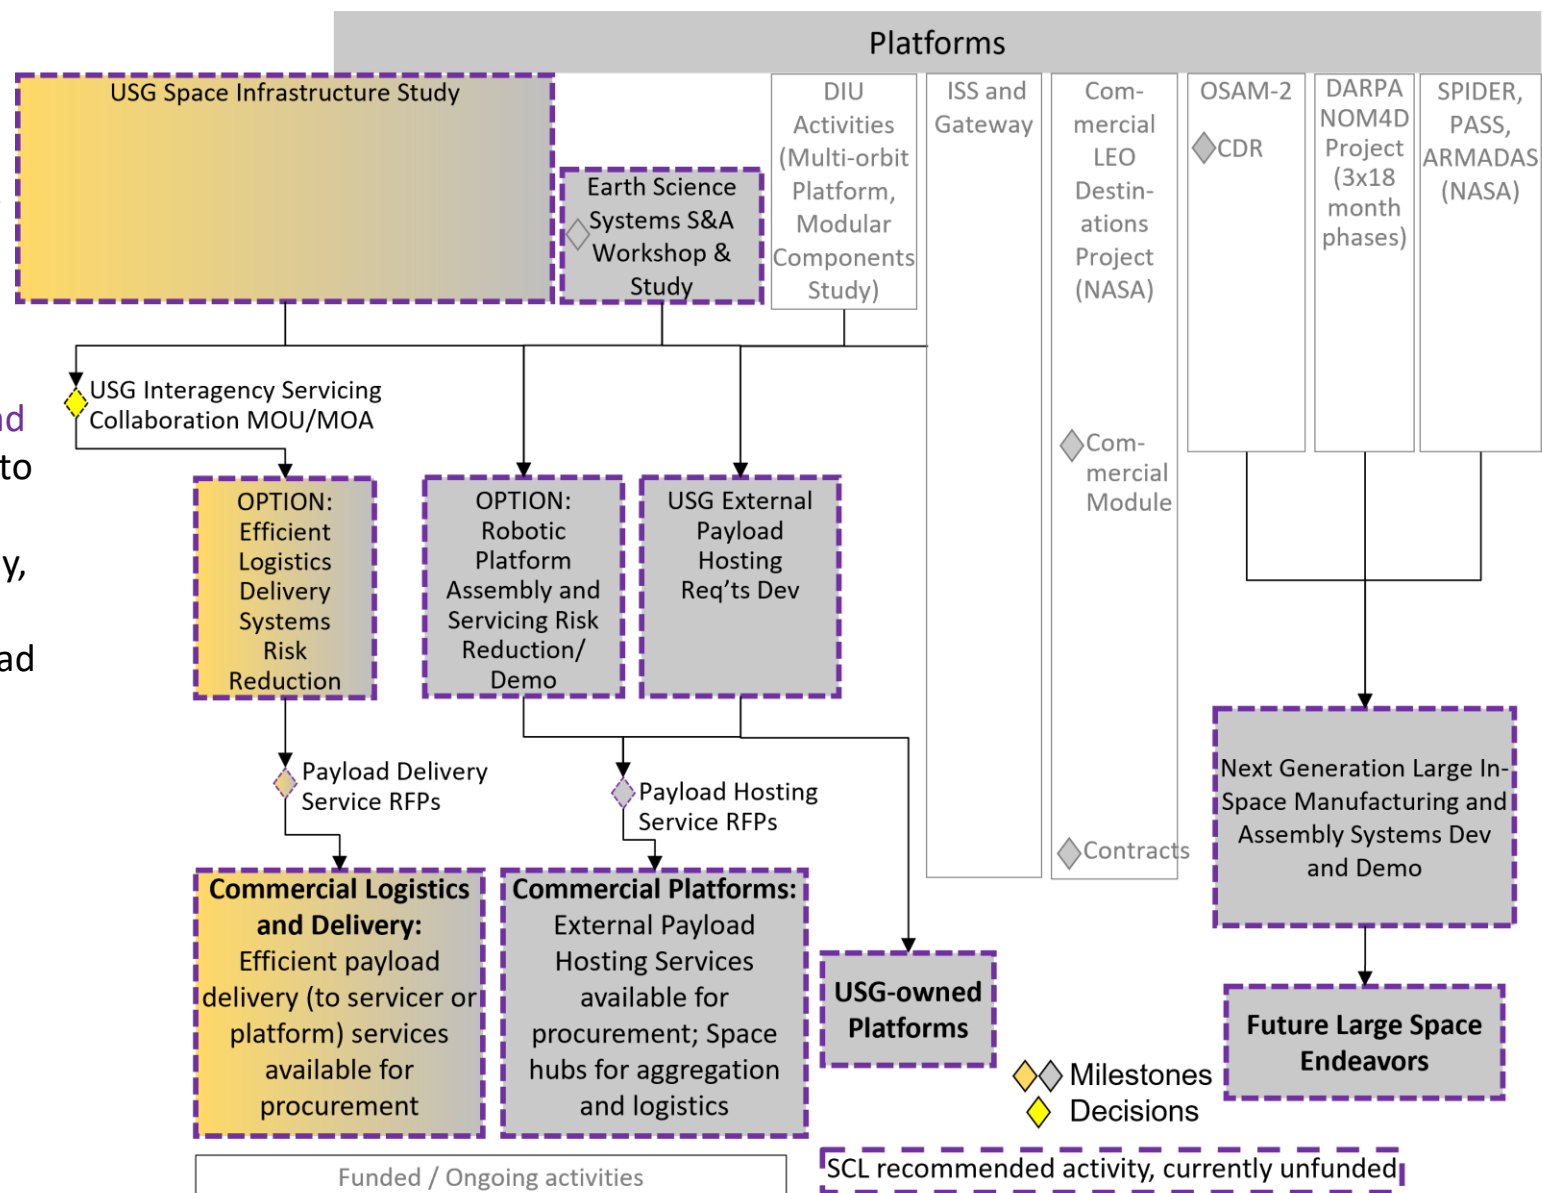 Platforms
USG Space Infrastructure Study
Earth Science
Systems S&A
Workshop &
Study
DIU
Activities
(Multi-orbit
Platform,
Modular
Components
Study)
ISS and
Gateway
Com-
mercial
LEO
Destin-
ations
Project
(NASA)
Com-
mercial
Module
Contracts
OSAM-2
CDR
DARPA
NOM4D
Project
(3x18
month
phases)
SPIDER,
PASS,
ARMADAS
(NASA)
USG Interagency Servicing
Collaboration MOU/MOA
nd
to
y,
ad
OPTION:
Efficient
Logistics
Delivery
Systems
Risk
Reduction
OPTION:
Robotic
Platform
Assembly and
Servicing Risk
Reduction/
Demo
USG External
Payload
Hosting
Req'ts Dev
Payload Delivery
Service RFPs
Payload Hosting
Service RFPs
Next Generation Large In-
Space Manufacturing and
Assembly Systems Dev
and Demo
Commercial Logistics
and Delivery:
Efficient payload
delivery (to servicer or
platform) services
available for
procurement
Commercial Platforms:
External Payload
Hosting Services
available for
procurement; Space
hubs for aggregation
and logistics
USG-owned
Platforms
Future Large Space
Endeavors
Milestones
Decisions
Funded / Ongoing activities
SCL recommended activity, currently unfunded